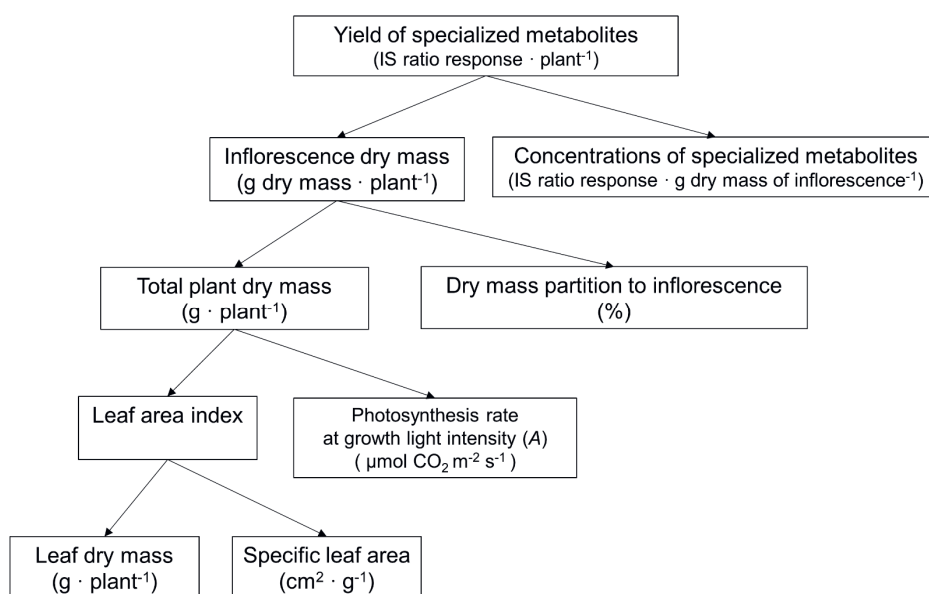 Yield of specialized metabolites
(IS ratio response · plant⁻¹)
Inflorescence dry mass
(g dry mass · plant⁻¹)
Concentrations of specialized metabolites
(IS ratio response · g dry mass of inflorescence⁻¹)
Total plant dry mass
(g · plant⁻¹)
Dry mass partition to inflorescence
(%)
Leaf area index
Photosynthesis rate
at growth light intensity (A)
( µmol CO₂ m⁻² s⁻¹ )
Leaf dry mass
(g · plant⁻¹)
Specific leaf area
(cm² · g⁻¹)